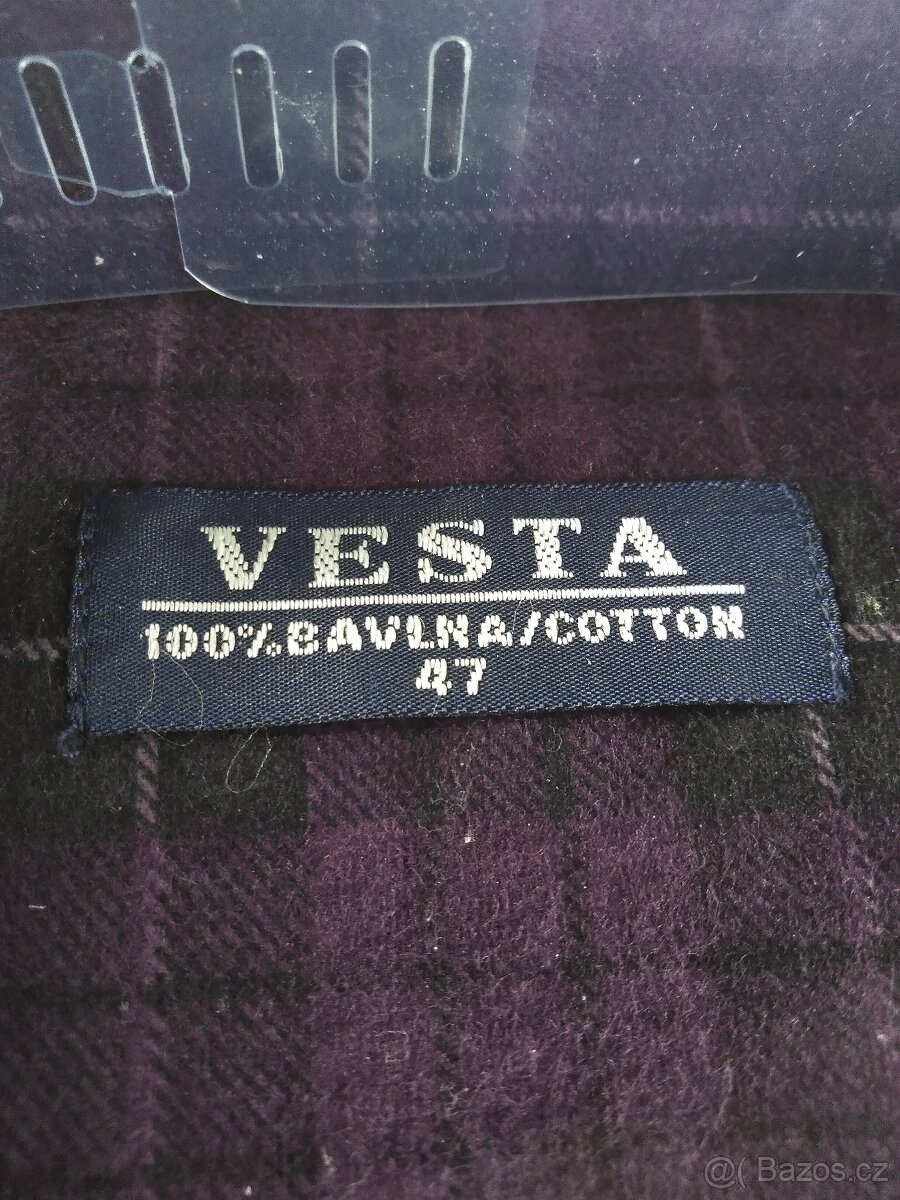 VESTA
100%BAVLNA/COTTON
47
@( Bazos.cz